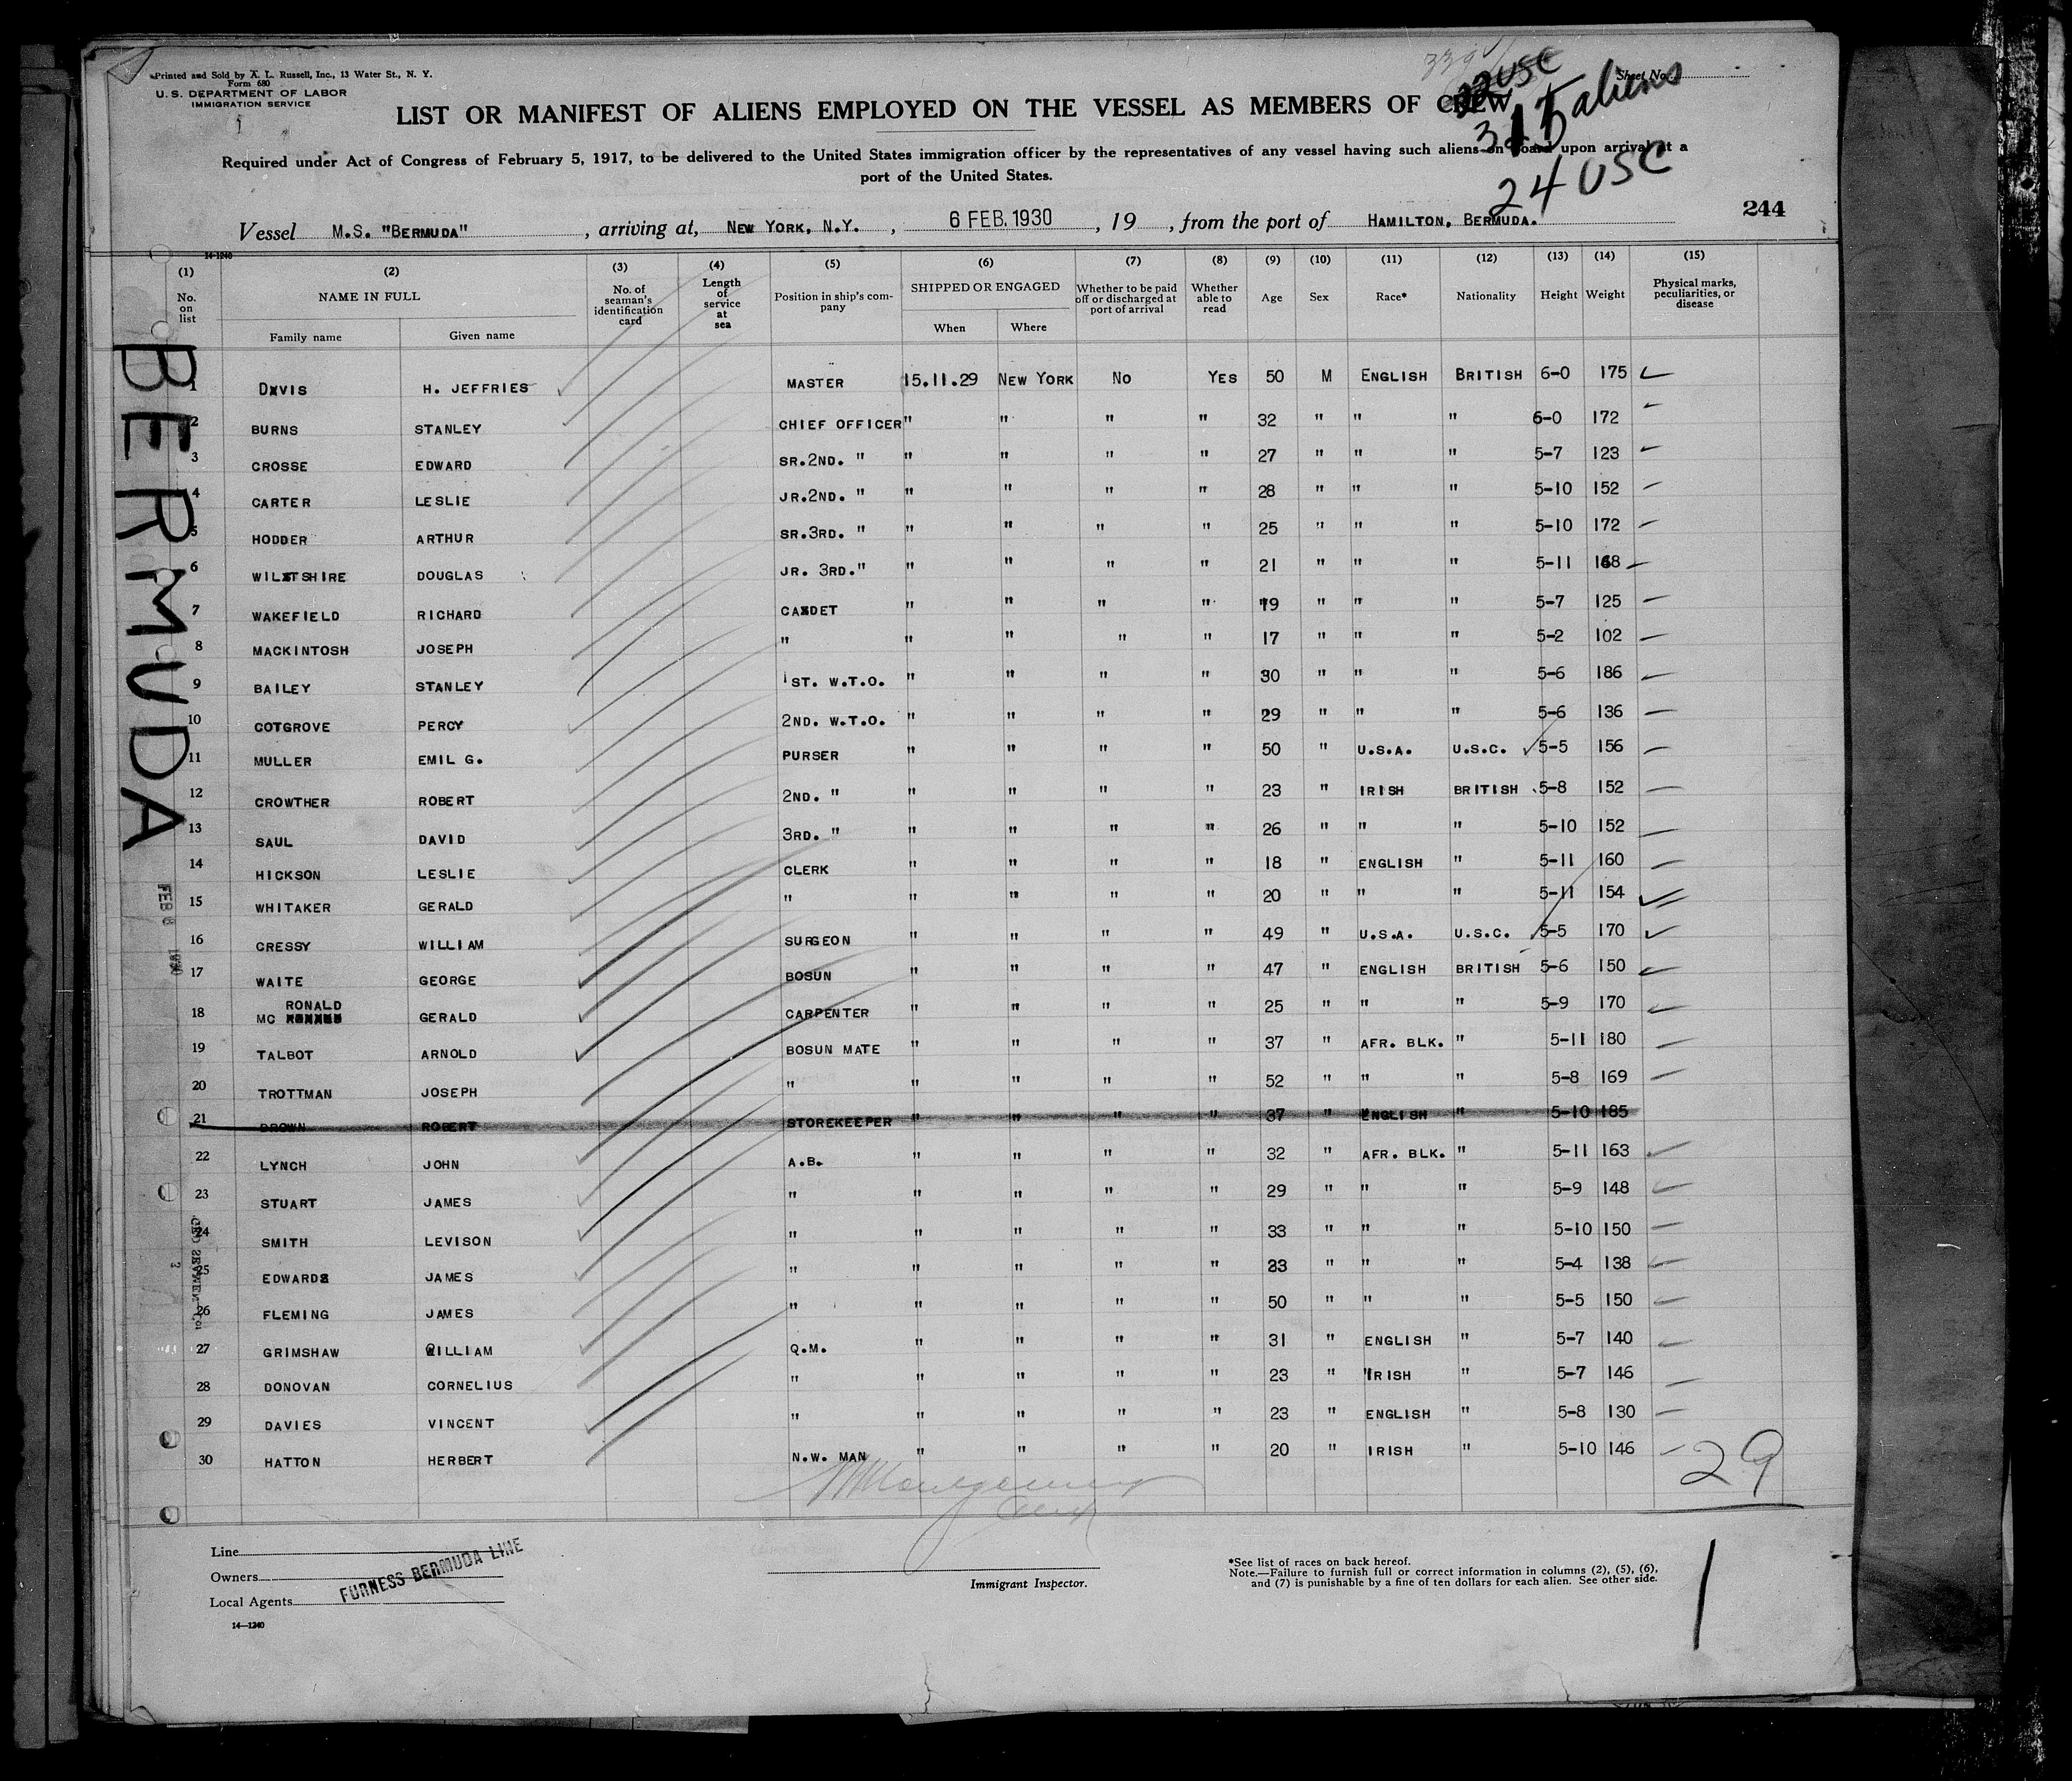 Printed and Sold by A. L. Russell, Inc., 13 Water St., N. Y.
Form 680
U. S. DEPARTMENT OF LABOR
IMMIGRATION SERVICE
Sheet No.
22 USC
315 aliens
24 USC
LIST OR MANIFEST OF ALIENS EMPLOYED ON THE VESSEL AS MEMBERS OF CREW
Required under Act of Congress of February 5, 1917, to be delivered to the United States immigration officer by the representatives of any vessel having such aliens on board upon arrival at a
port of the United States.
Vessel M.S. "BERMUDA", arriving at, NEW YORK, N.Y., 6 FEB. 1930, 19 , from the port of HAMILTON, BERMUDA. 244
14-1240
(1) (2) (3) (4) (5) (6) (7) (8) (9) (10) (11) (12) (13) (14) (15)
No. on list NAME IN FULL Family name Given name No. of seaman's identification card Length of service at sea Position in ship's company SHIPPED OR ENGAGED When Where Whether to be paid off or discharged at port of arrival Whether able to read Age Sex Race* Nationality Height Weight Physical marks, peculiarities, or disease
BERMUDA
1 DAVIS H. JEFFRIES MASTER 15.11.29 NEW YORK NO YES 50 M ENGLISH BRITISH 6-0 175
2 BURNS STANLEY CHIEF OFFICER " " " " 32 " " " 6-0 172
3 CROSSE EDWARD SR.2ND. " " " " " 27 " " " 5-7 123
4 CARTER LESLIE JR.2ND. " " " " " 28 " " " 5-10 152
5 HODDER ARTHUR SR.3RD. " " " " " 25 " " " 5-10 172
6 WILTSHIRE DOUGLAS JR. 3RD." " " " " 21 " " " 5-11 168
7 WAKEFIELD RICHARD CADET " " " " 19 " " " 5-7 125
8 MACKINTOSH JOSEPH " " " " " 17 " " " 5-2 102
9 BAILEY STANLEY 1ST. W.T.O. " " " " 30 " " " 5-6 186
10 COTGROVE PERCY 2ND. W.T.O. " " " " 29 " " " 5-6 136
11 MULLER EMIL G. PURSER " " " " 50 " U.S.A. U.S.C. 5-5 156
12 CROWTHER ROBERT 2ND. " " " " " 23 " IRISH BRITISH 5-8 152
13 SAUL DAVID 3RD. " " " " " 26 " " " 5-10 152
14 HICKSON LESLIE CLERK " " " " 18 " ENGLISH " 5-11 160
15 WHITAKER GERALD " " " " " 20 " " " 5-11 154
16 CRESSY WILLIAM SURGEON " " " " 49 " U.S.A. U.S.C. 5-5 170
17 WAITE GEORGE BOSUN " " " " 47 " ENGLISH BRITISH 5-6 150
18 MC RONALD GERALD CARPENTER " " " " 25 " " " 5-9 170
19 TALBOT ARNOLD BOSUN MATE " " " " 37 " AFR. BLK. " 5-11 180
20 TROTTMAN JOSEPH " " " " " 52 " " " 5-8 169
21 BROWN ROBERT STOREKEEPER " " " " 37 " ENGLISH " 5-10 185
22 LYNCH JOHN A.B. " " " " 32 " AFR. BLK. " 5-11 163
23 STUART JAMES " " " " " 29 " " " 5-9 148
24 SMITH LEVISON " " " " " 33 " " " 5-10 150
25 EDWARDS JAMES " " " " " 23 " " " 5-4 138
26 FLEMING JAMES " " " " " 50 " " " 5-5 150
27 GRIMSHAW WILLIAM Q.M. " " " " 31 " ENGLISH " 5-7 140
28 DONOVAN CORNELIUS " " " " " 23 " IRISH " 5-7 146
29 DAVIES VINCENT " " " " " 23 " ENGLISH " 5-8 130
30 HATTON HERBERT N.W. MAN " " " " 20 " IRISH " 5-10 146
29
Line
Owners
Local Agents
FURNESS BERMUDA LINE
14—1240
Immigrant Inspector.
*See list of races on back hereof.
Note.—Failure to furnish full or correct information in columns (2), (5), (6),
and (7) is punishable by a fine of ten dollars for each alien. See other side.
1